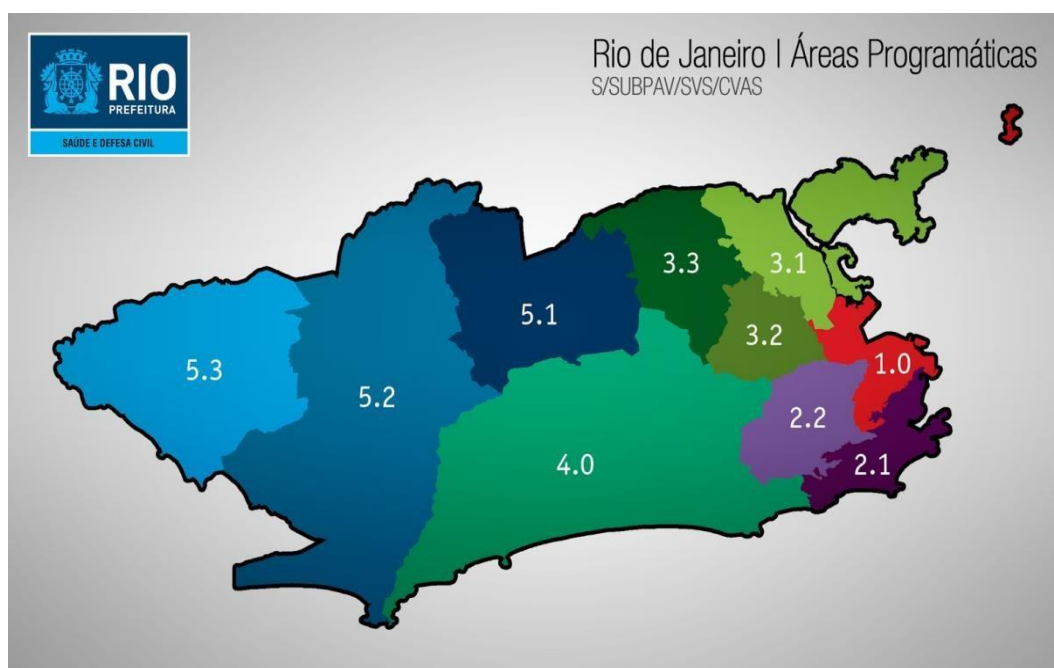 RIO
PREFEITURA
SAÚDE E DEFESA CIVIL
Rio de Janeiro | Áreas Programáticas
S/SUBPAV/SVS/CVAS
3.3
3.1
5.1
3.2
5.3
1.0
5.2
2.2
4.0
2.1